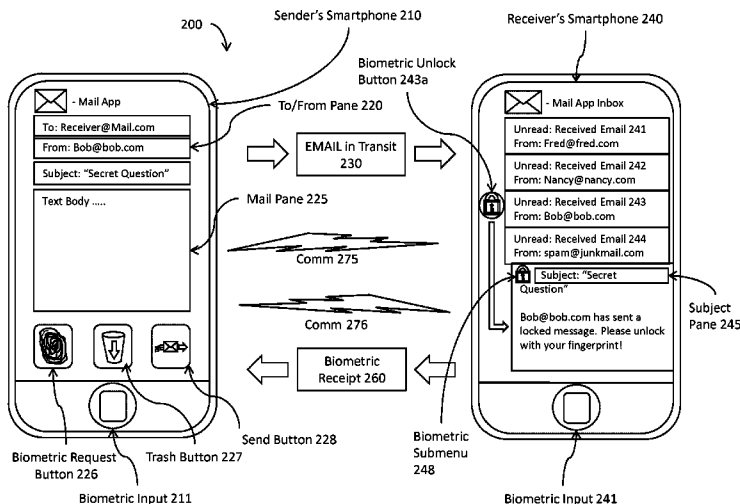 200
Sender's Smartphone 210
Receiver's Smartphone 240
Biometric Unlock
Button 243a
- Mail App
To: Receiver@Mail.com
From: Bob@bob.com
Subject: "Secret Question"
Text Body .....
To/From Pane 220
Mail Pane 225
EMAIL in Transit
230
Comm 275
Comm 276
Biometric
Receipt 260
- Mail App Inbox
Unread: Received Email 241
From: Fred@fred.com
Unread: Received Email 242
From: Nancy@nancy.com
Unread: Received Email 243
From: Bob@bob.com
Unread: Received Email 244
From: spam@junkmail.com
Subject: "Secret
Question"
Bob@bob.com has sent a
locked message. Please unlock
with your fingerprint!
Subject
Pane 245
Biometric Request
Button 226
Trash Button 227
Send Button 228
Biometric Input 211
Biometric
Submenu
248
Biometric Input 241